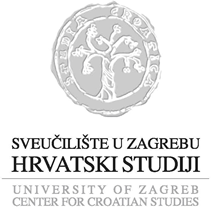 SVEUČILIŠTE U ZAGREBU
HRVATSKI STUDIJI
UNIVERSITY OF ZAGREB
CENTER FOR CROATIAN STUDIES